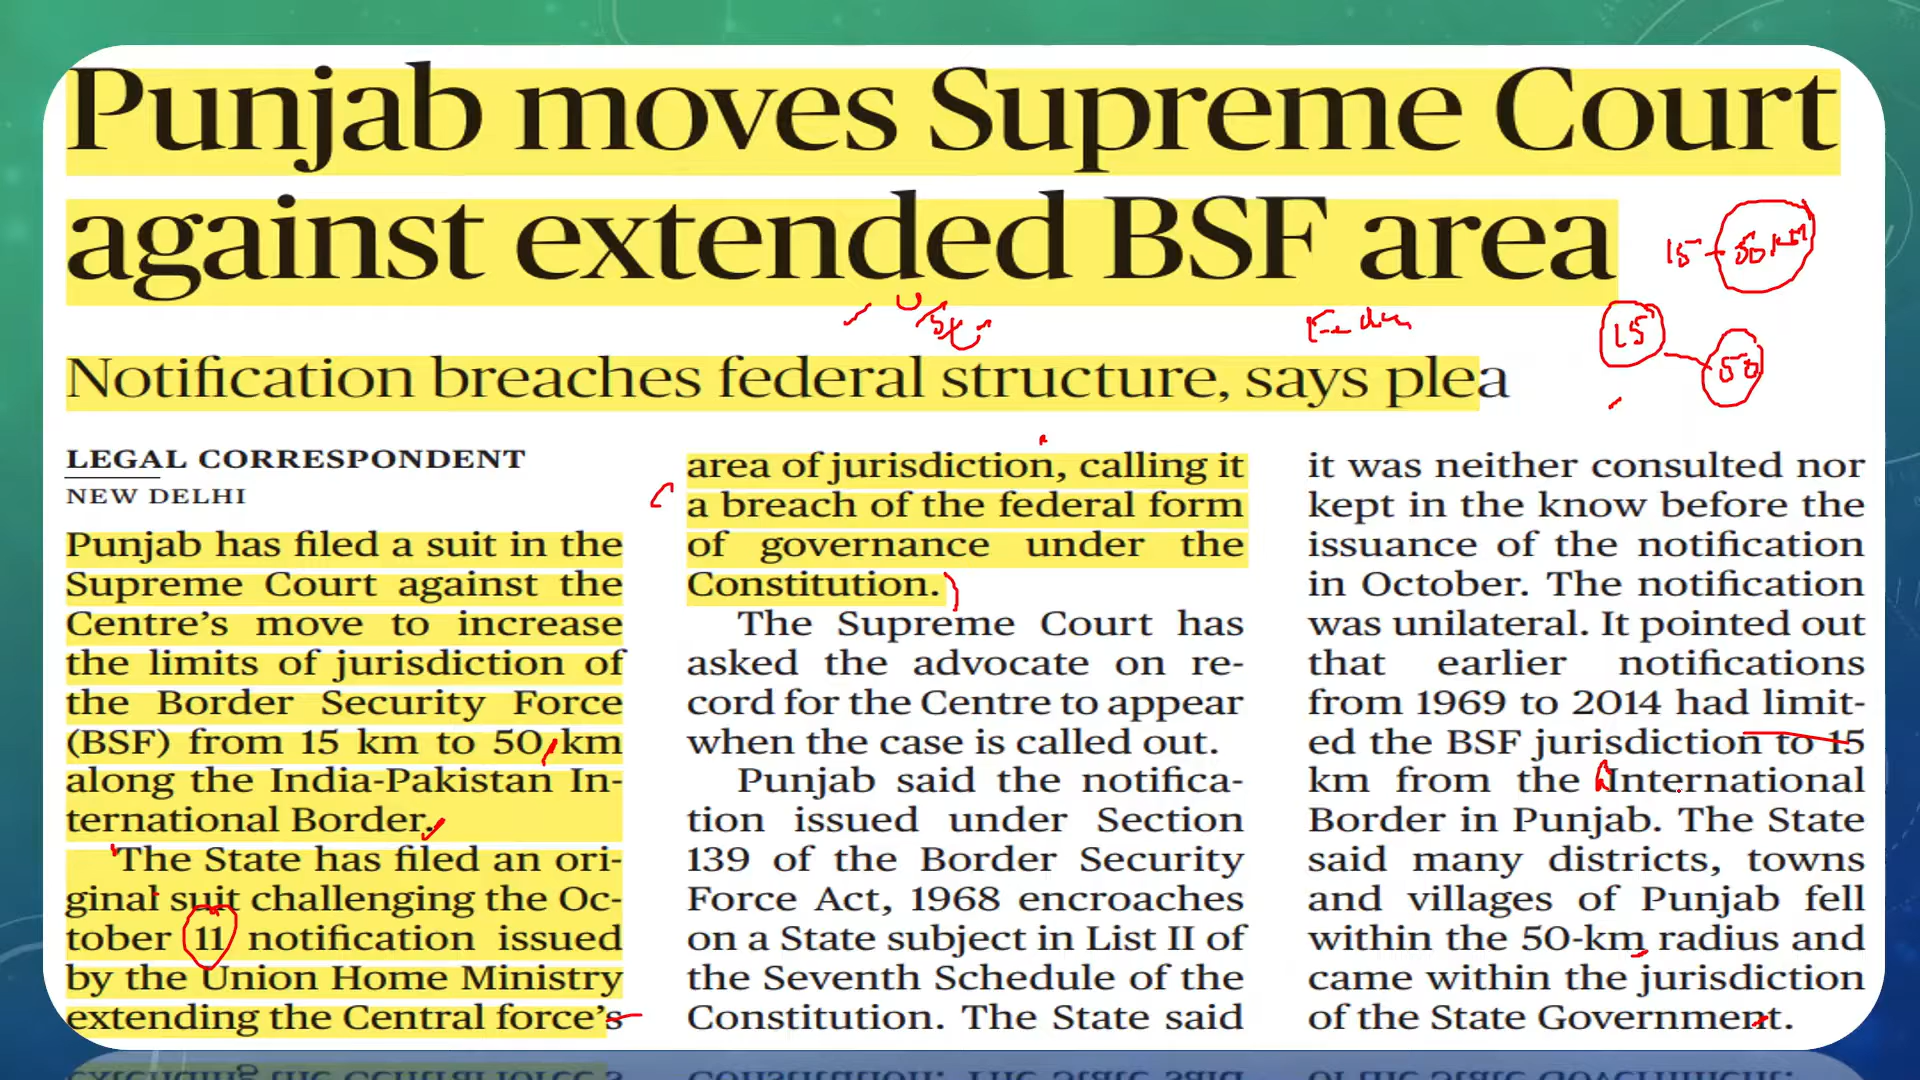 Punjab moves Supreme Court
against extended BSF area
15 - 50 KM
15
50
Notification breaches federal structure, says plea
LEGAL CORRESPONDENT
NEW DELHI
Punjab has filed a suit in the
Supreme Court against the
Centre's move to increase
the limits of jurisdiction of
the Border Security Force
(BSF) from 15 km to 50 km
along the India-Pakistan In-
ternational Border.
The State has filed an ori-
ginal suit challenging the Oc-
tober 11 notification issued
by the Union Home Ministry
extending the Central force's
area of jurisdiction, calling it
a breach of the federal form
of governance under the
Constitution.
The Supreme Court has
asked the advocate on re-
cord for the Centre to appear
when the case is called out.
Punjab said the notifica-
tion issued under Section
139 of the Border Security
Force Act, 1968 encroaches
on a State subject in List II of
the Seventh Schedule of the
Constitution. The State said
it was neither consulted nor
kept in the know before the
issuance of the notification
in October. The notification
was unilateral. It pointed out
that earlier notifications
from 1969 to 2014 had limit-
ed the BSF jurisdiction to 15
km from the International
Border in Punjab. The State
said many districts, towns
and villages of Punjab fell
within the 50-km radius and
came within the jurisdiction
of the State Government.